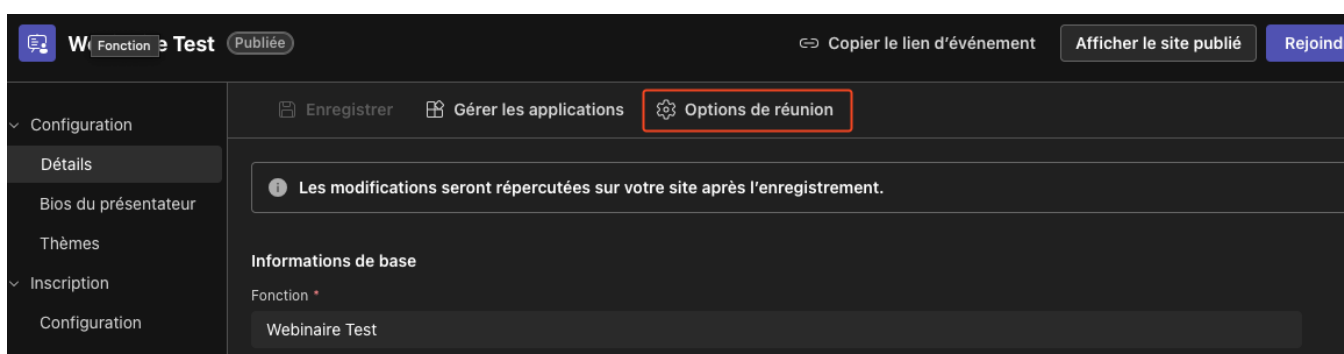 We Fonction e Test Publiée
Copier le lien d’événement
Afficher le site publié
Rejoind
Enregistrer
Gérer les applications
Options de réunion
Configuration
Détails
Bios du présentateur
Thèmes
Inscription
Configuration
Les modifications seront répercutées sur votre site après l’enregistrement.
Informations de base
Fonction *
Webinaire Test